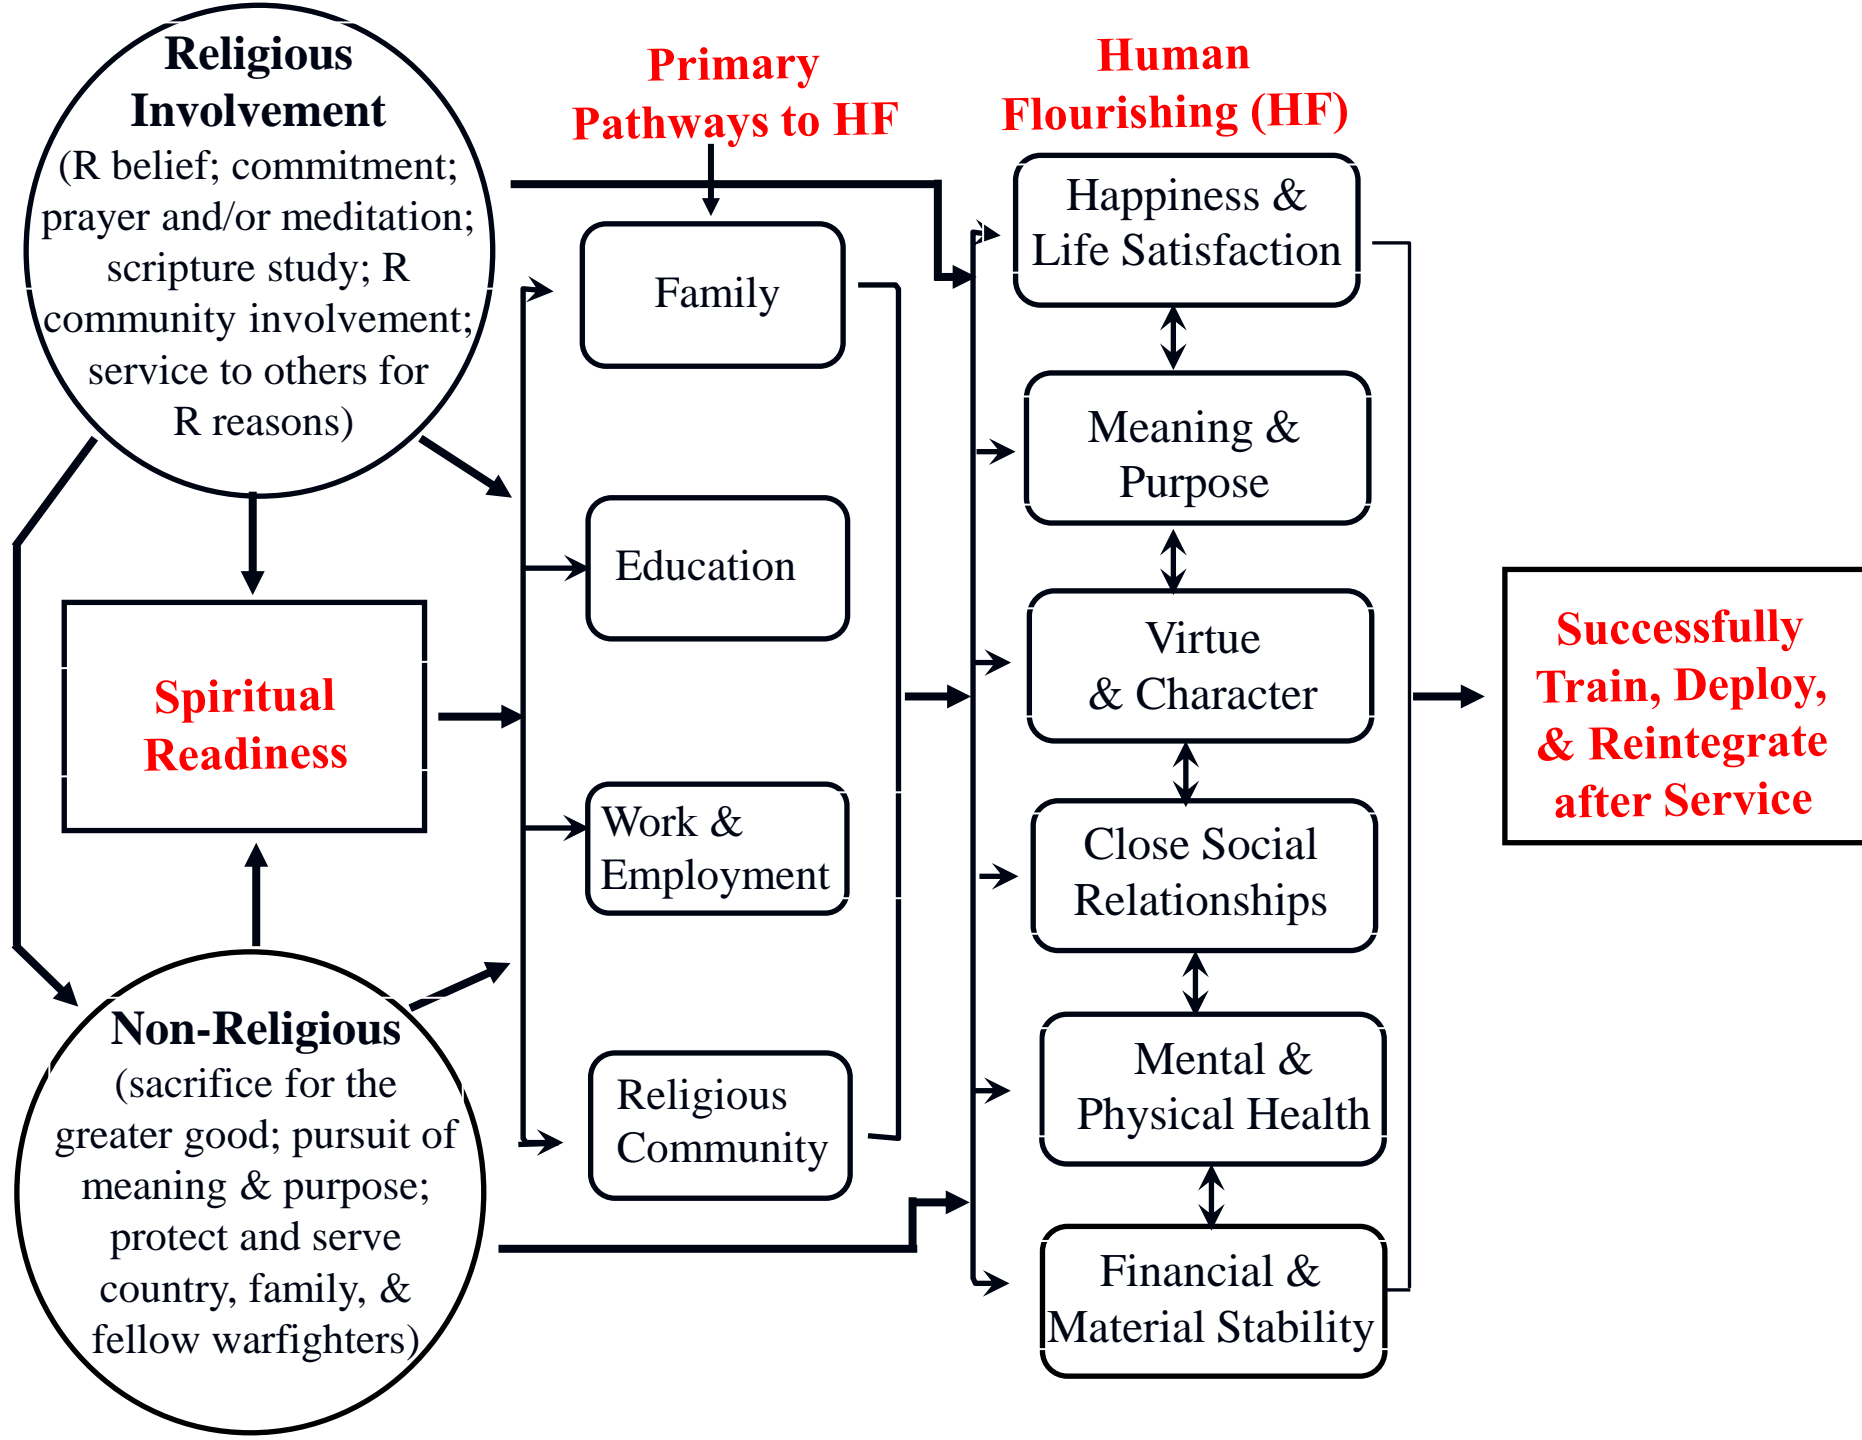 Religious
Involvement
(R belief; commitment;
prayer and/or meditation;
scripture study; R
community involvement;
service to others for
R reasons)
Spiritual
Readiness
Non-Religious
(sacrifice for the
greater good; pursuit of
meaning & purpose;
protect and serve
country, family, &
fellow warfighters)
Primary
Pathways to HF
Family
Education
Work &
Employment
Religious
Community
Human
Flourishing (HF)
Happiness &
Life Satisfaction
Meaning &
Purpose
Virtue
& Character
Close Social
Relationships
Mental &
Physical Health
Financial &
Material Stability
Successfully
Train, Deploy,
& Reintegrate
after Service